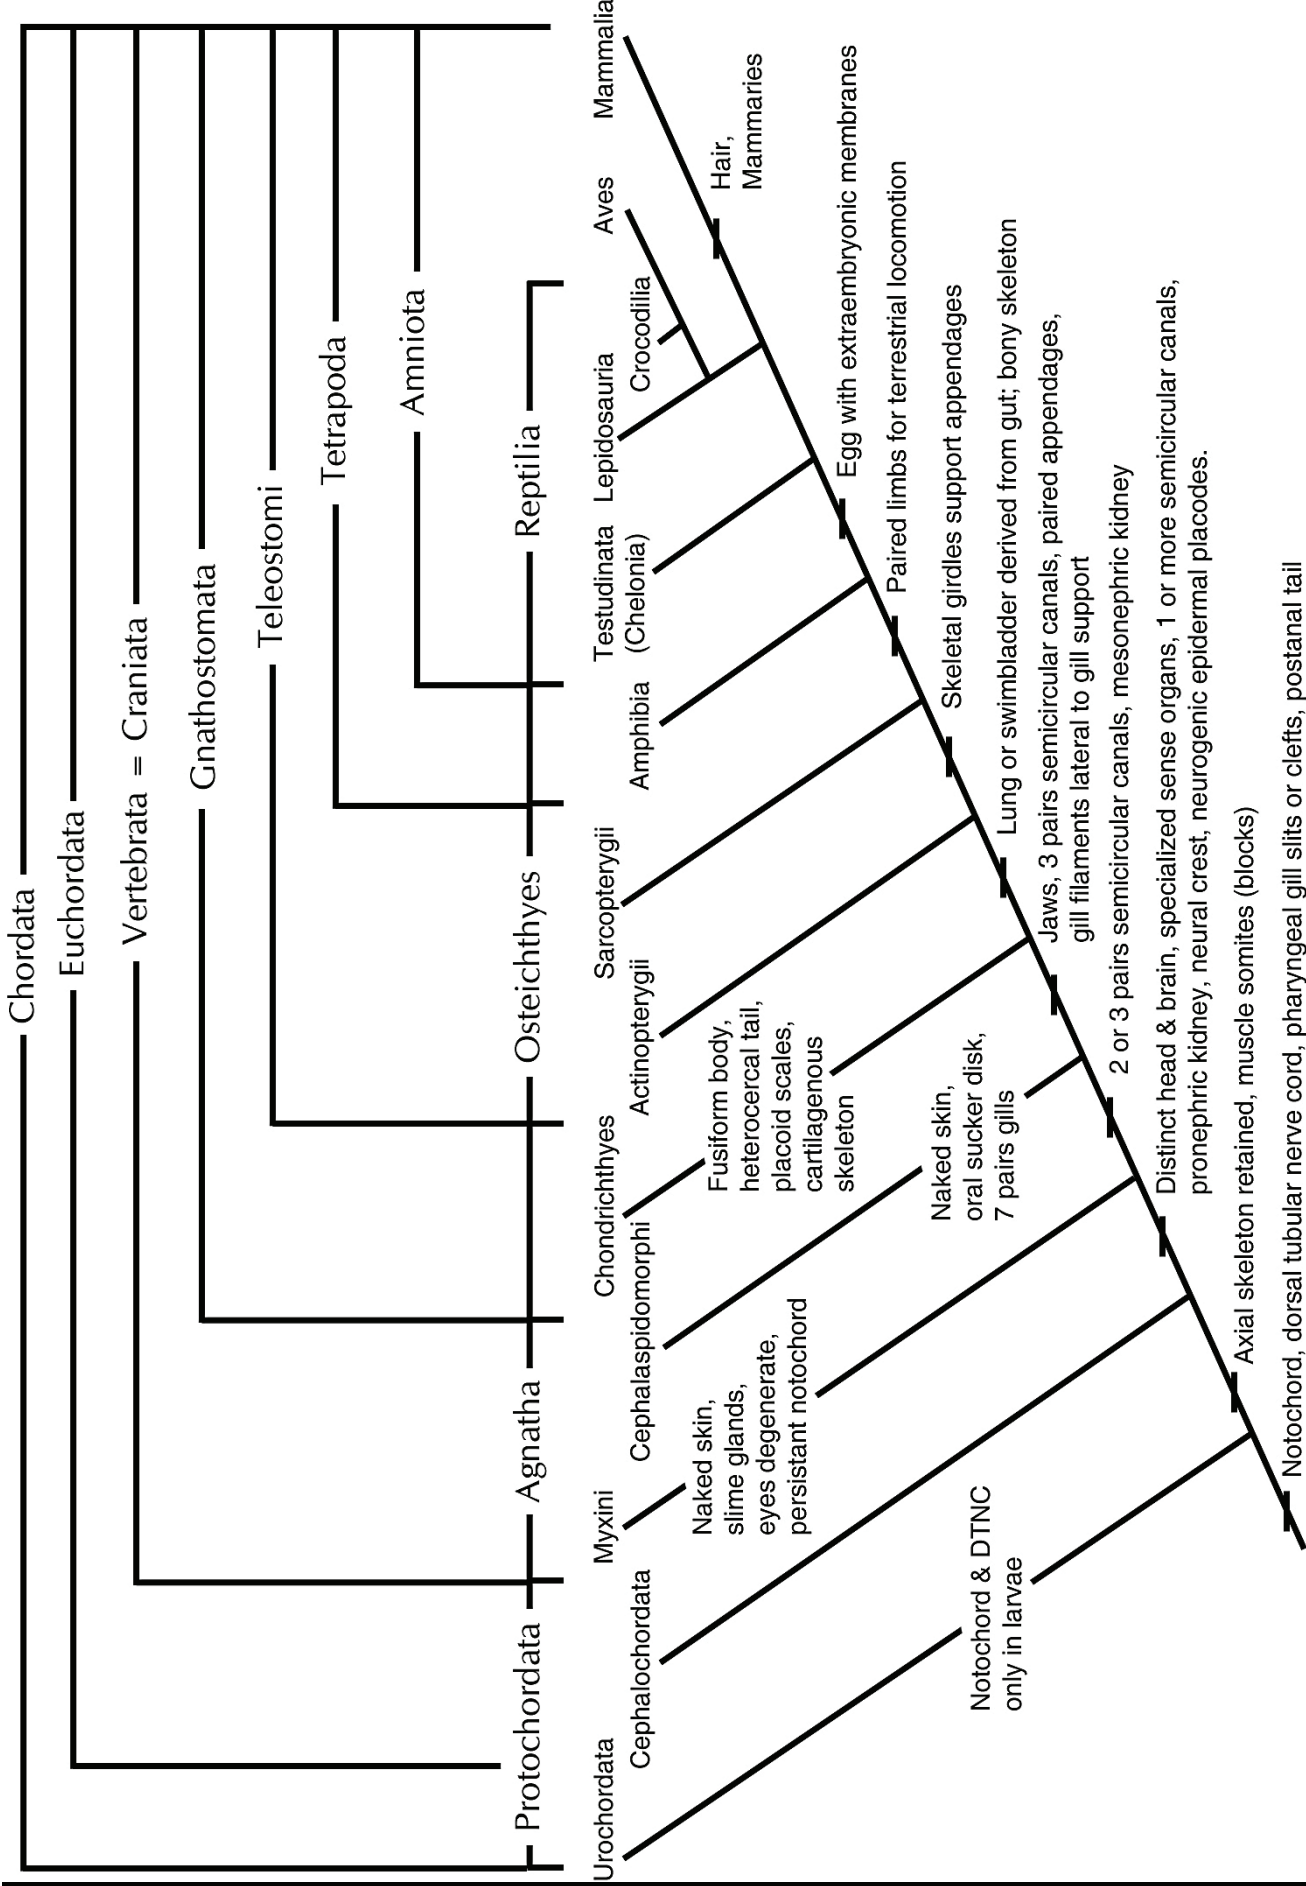 Chordata
Euchordata
Vertebrata = Craniata
Gnathostomata
Teleostomi
Tetrapoda
Amniota
Protochordata
Agnatha
Osteichthyes
Reptilia
Urochordata
Cephalochordata
Myxini
Cephalaspidomorphi
Chondrichthyes
Actinopterygii
Sarcopterygii
Amphibia
Testudinata
(Chelonia)
Lepidosauria
Crocodilia
Aves
Mammalia
Notochord & DTNC
only in larvae
Naked skin,
slime glands,
eyes degenerate,
persistant notochord
Naked skin,
oral sucker disk,
7 pairs gills
Fusiform body,
heterocercal tail,
placoid scales,
cartilagenous
skeleton
Hair,
Mammaries
Egg with extraembryonic membranes
Paired limbs for terrestrial locomotion
Skeletal girdles support appendages
Lung or swimbladder derived from gut; bony skeleton
Jaws, 3 pairs semicircular canals, paired appendages,
gill filaments lateral to gill support
2 or 3 pairs semicircular canals, mesonephric kidney
Distinct head & brain, specialized sense organs, 1 or more semicircular canals,
pronephric kidney, neural crest, neurogenic epidermal placodes.
Axial skeleton retained, muscle somites (blocks)
Notochord, dorsal tubular nerve cord, pharyngeal gill slits or clefts, postanal tail